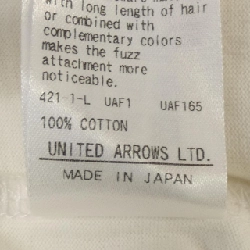 with long length of hair
or combined with
complementary colors
makes the fuzz
attachment more
noticeable.
421-1-L UAF1 UAF165
100% COTTON
UNITED ARROWS LTD.
MADE IN JAPAN